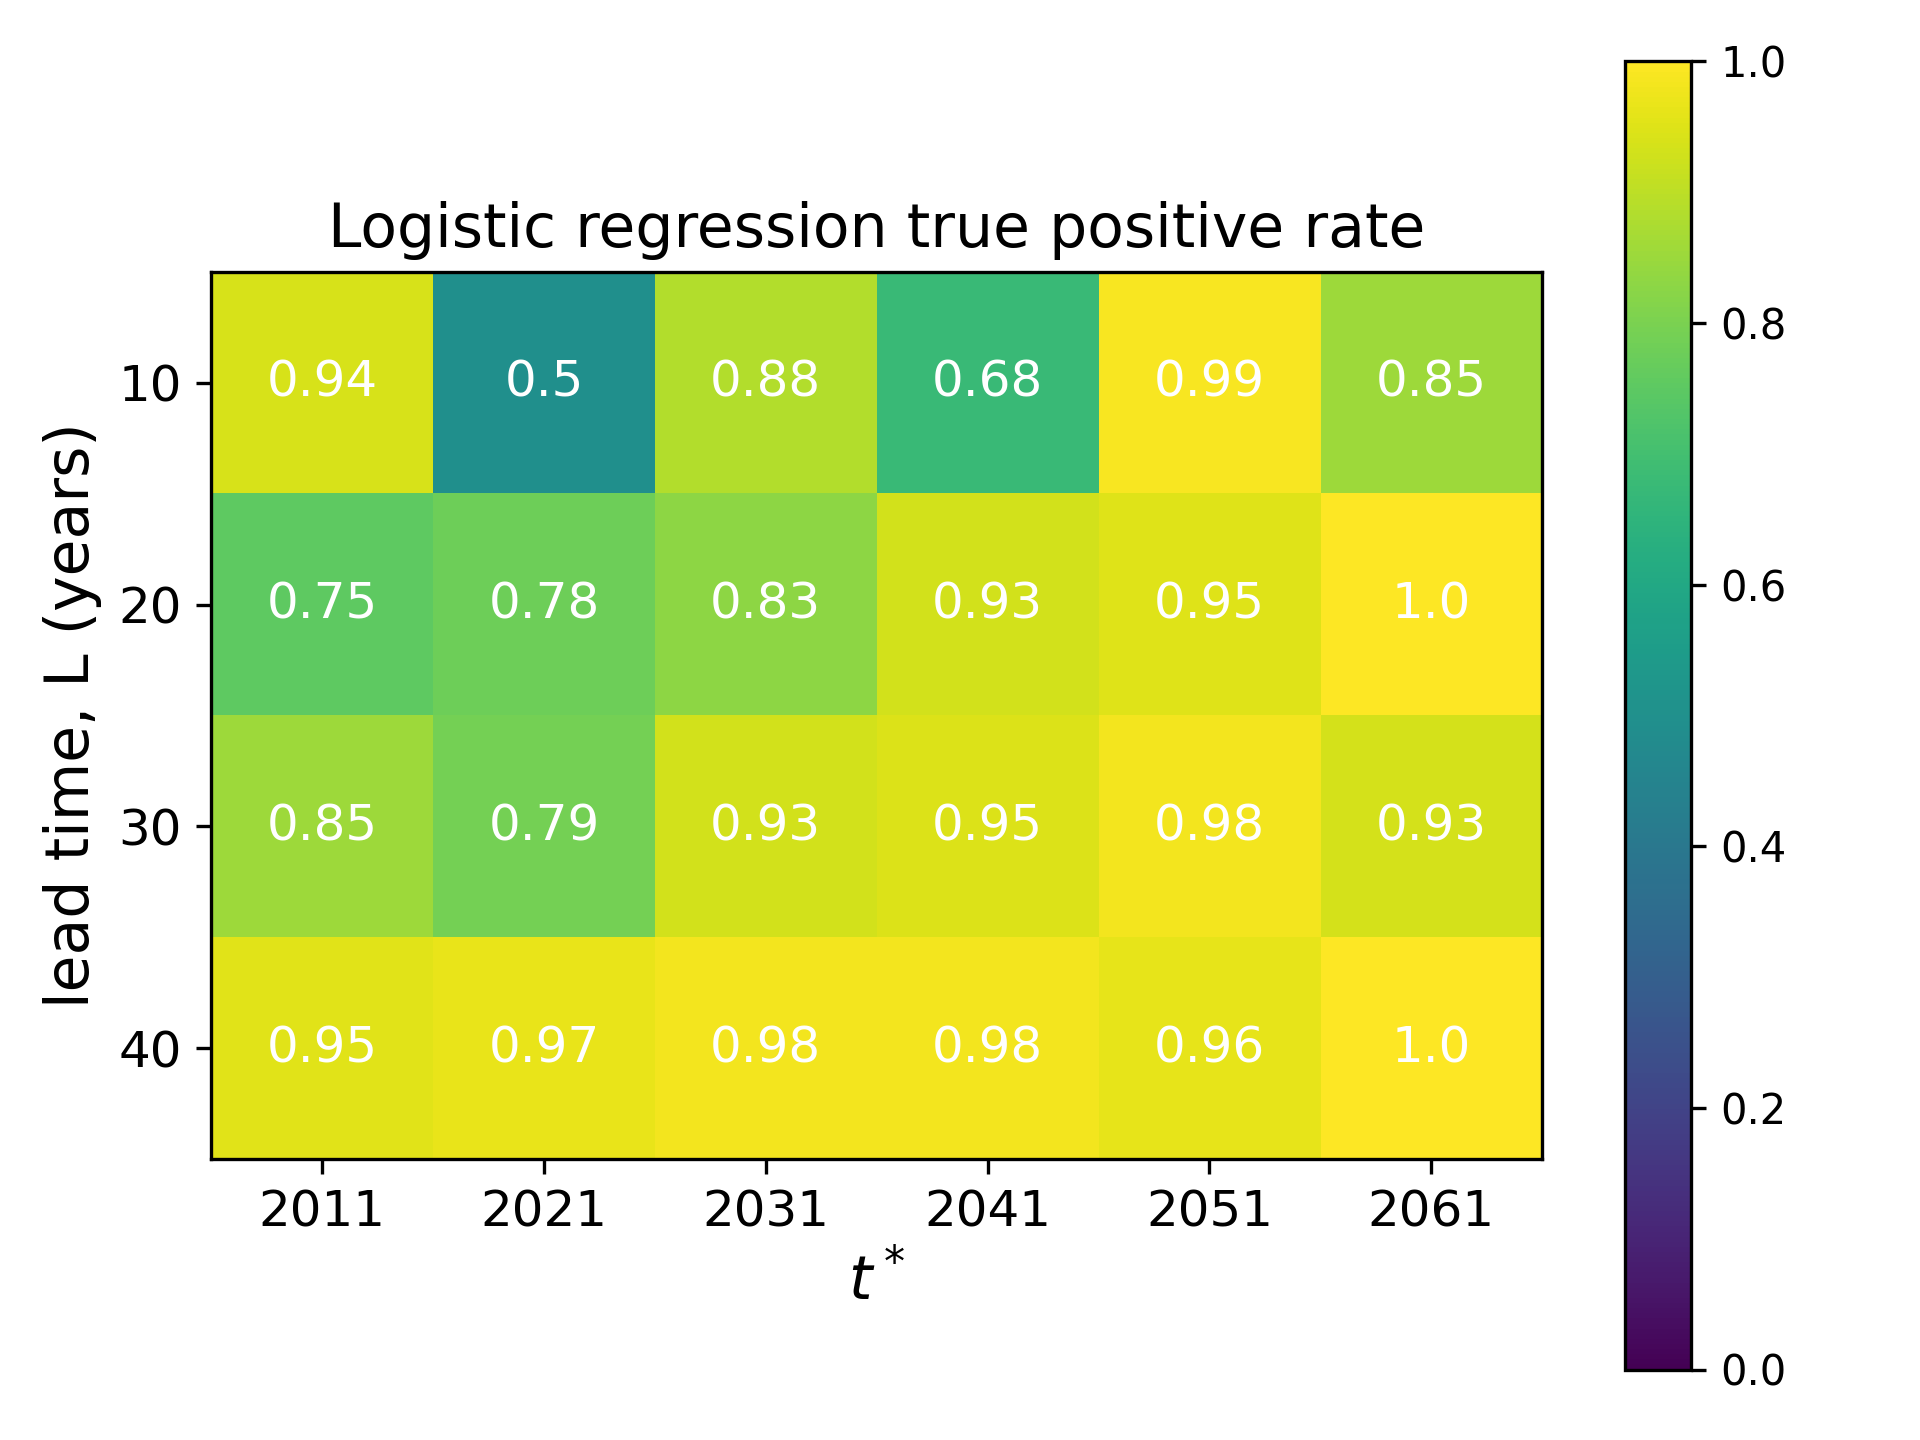 Logistic regression true positive rate
lead time, L (years)
10 0.94 0.5 0.88 0.68 0.99 0.85
20 0.75 0.78 0.83 0.93 0.95 1.0
30 0.85 0.79 0.93 0.95 0.98 0.93
40 0.95 0.97 0.98 0.98 0.96 1.0
2011 2021 2031 2041 2051 2061
t*
1.0
0.8
0.6
0.4
0.2
0.0